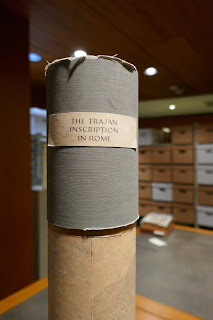 THE TRAJAN
INSCRIPTION
IN ROME